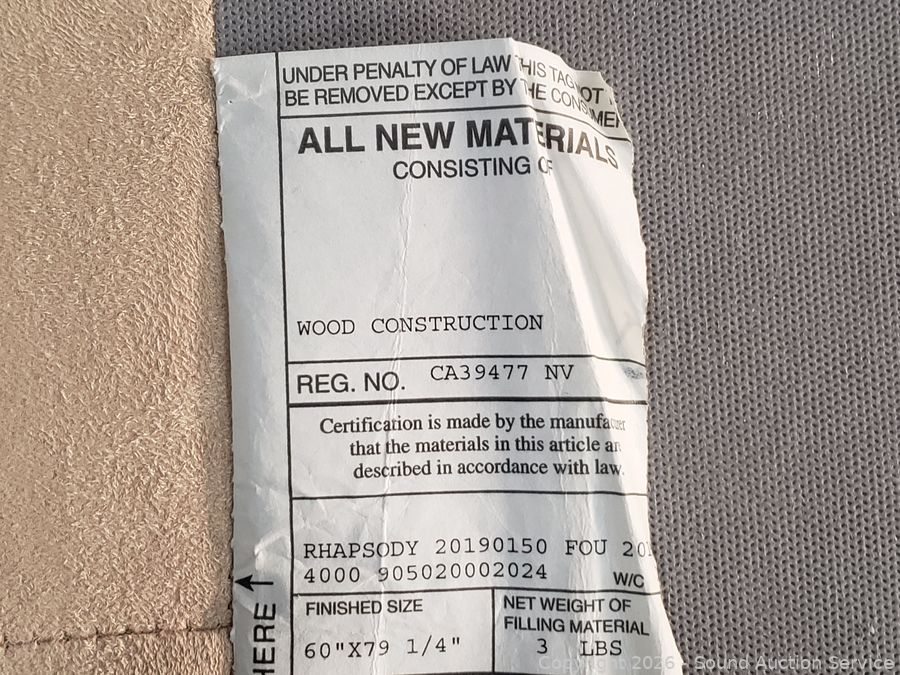 UNDER PENALTY OF LAW THIS TAG NOT
BE REMOVED EXCEPT BY THE CONSUMER
ALL NEW MATERIALS
CONSISTING OF
WOOD CONSTRUCTION
REG. NO. CA39477 NV
Certification is made by the manufacturer
that the materials in this article are
described in accordance with law.
RHAPSODY 20190150 FOU
4000 905020002024 W/C
FINISHED SIZE
60"X79 1/4"
NET WEIGHT OF
FILLING MATERIAL
3 LBS
HERE
Copyright 2026 - Sound Auction Service